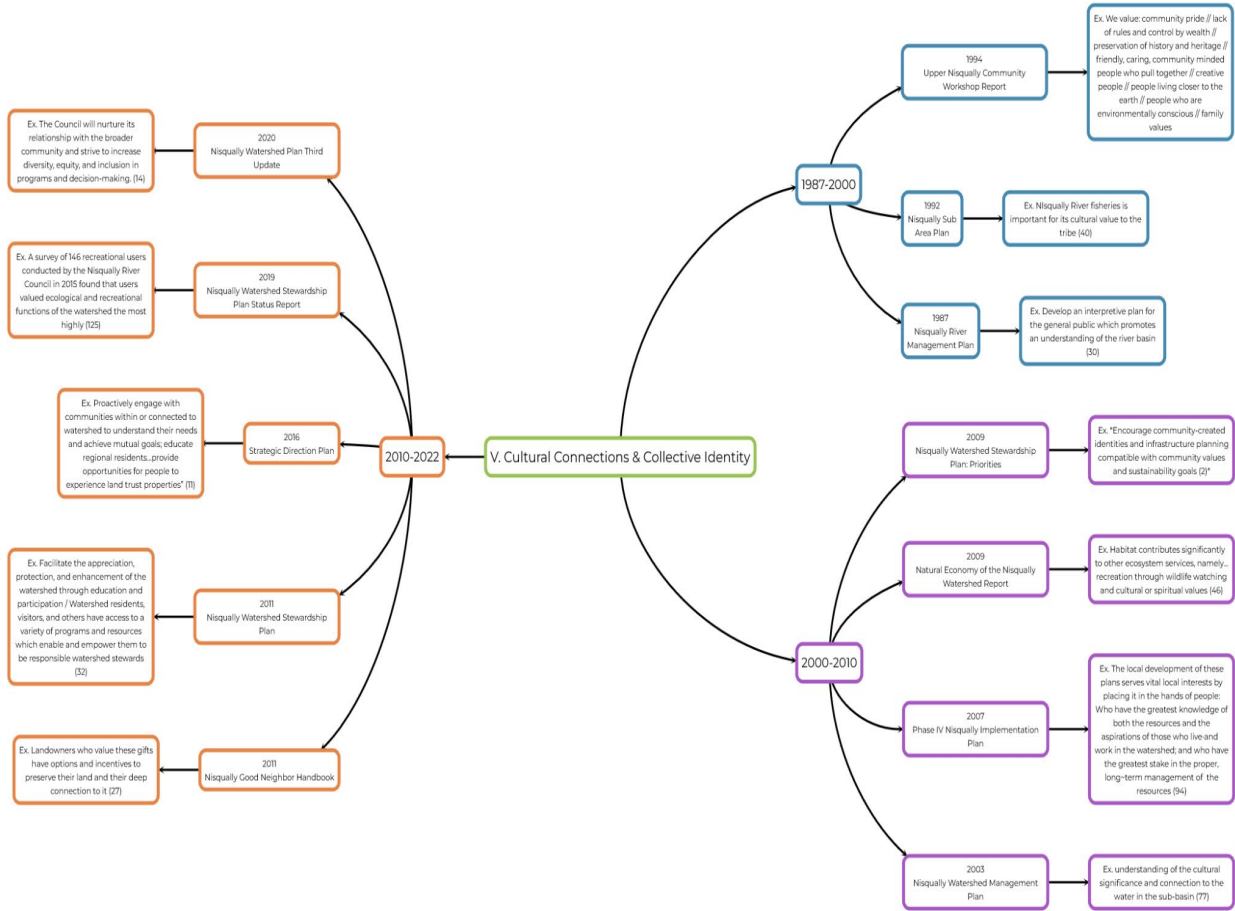 V. Cultural Connections & Collective Identity
1987-2000
1994
Upper Nisqually Community
Workshop Report
Ex. We value: community pride // lack
of rules and control by wealth //
preservation of history and heritage //
friendly, caring, community minded
people who pull together // creative
people // people living closer to the
earth // people who are
environmentally conscious // family
values
1992
Nisqually Sub
Area Plan
Ex. NIsqually River fisheries is
important for its cultural value to the
tribe (40)
1987
Nisqually River
Management Plan
Ex. Develop an interpretive plan for
the general public which promotes
an understanding of the river basin
(30)
2000-2010
2009
Nisqually Watershed Stewardship
Plan: Priorities
Ex. "Encourage community-created
identities and infrastructure planning
compatible with community values
and sustainability goals (2)"
2009
Natural Economy of the Nisqually
Watershed Report
Ex. Habitat contributes significantly
to other ecosystem services, namely...
recreation through wildlife watching
and cultural or spiritual values (46)
2007
Phase IV Nisqually Implementation
Plan
Ex. The local development of these
plans serves vital local interests by
placing it in the hands of people:
Who have the greatest knowledge of
both the resources and the
aspirations of those who live and
work in the watershed; and who have
the greatest stake in the proper,
long-term management of the
resources (94)
2003
Nisqually Watershed Management
Plan
Ex. understanding of the cultural
significance and connection to the
water in the sub-basin (77)
2010-2022
2020
Nisqually Watershed Plan Third
Update
Ex. The Council will nurture its
relationship with the broader
community and strive to increase
diversity, equity, and inclusion in
programs and decision-making. (14)
2019
Nisqually Watershed Stewardship
Plan Status Report
Ex. A survey of 146 recreational users
conducted by the Nisqually River
Council in 2015 found that users
valued ecological and recreational
functions of the watershed the most
highly (125)
2016
Strategic Direction Plan
Ex. Proactively engage with
communities within or connected to
watershed to understand their needs
and achieve mutual goals; educate
regional residents...provide
opportunities for people to
experience land trust properties" (11)
2011
Nisqually Watershed Stewardship
Plan
Ex. Facilitate the appreciation,
protection, and enhancement of the
watershed through education and
participation / Watershed residents,
visitors, and others have access to a
variety of programs and resources
which enable and empower them to
be responsible watershed stewards
(32)
2011
Nisqually Good Neighbor Handbook
Ex. Landowners who value these gifts
have options and incentives to
preserve their land and their deep
connection to it (27)